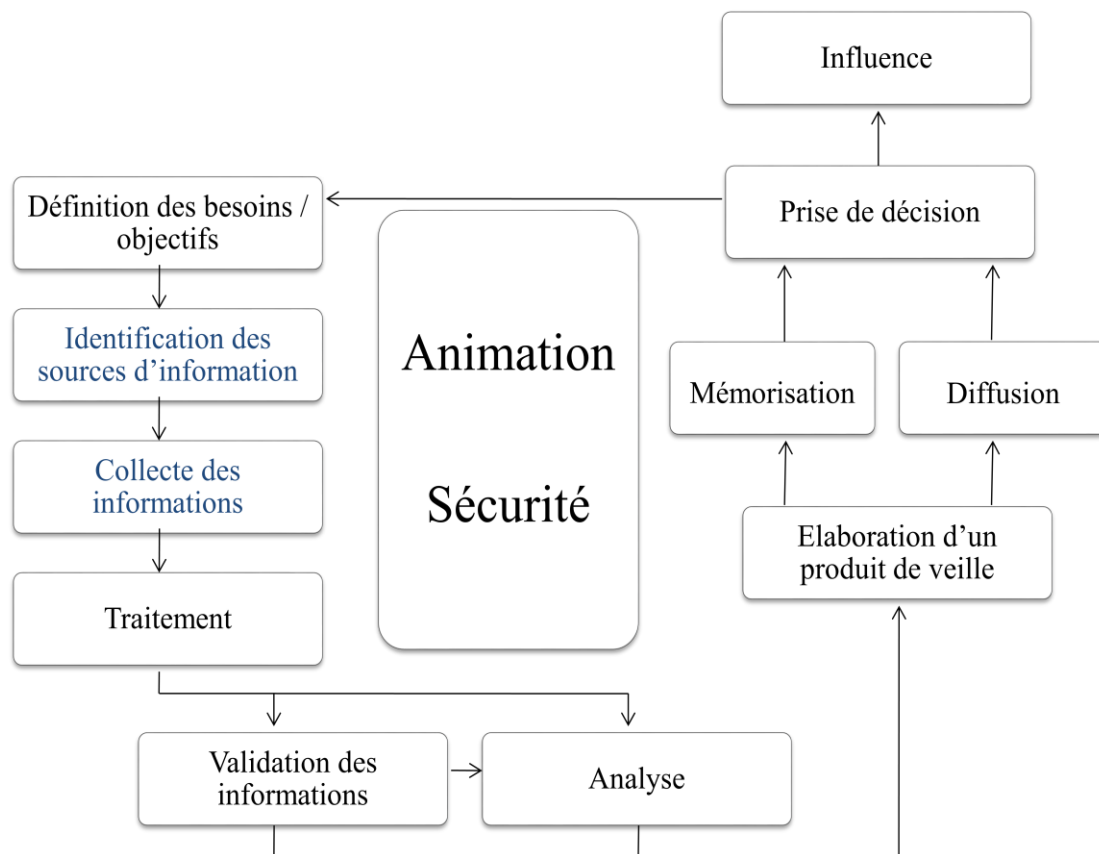 Influence
Définition des besoins /
objectifs
Prise de décision
Identification des
sources d’information
Animation
Mémorisation
Diffusion
Collecte des
informations
Sécurité
Elaboration d’un
produit de veille
Traitement
Validation des
informations
Analyse